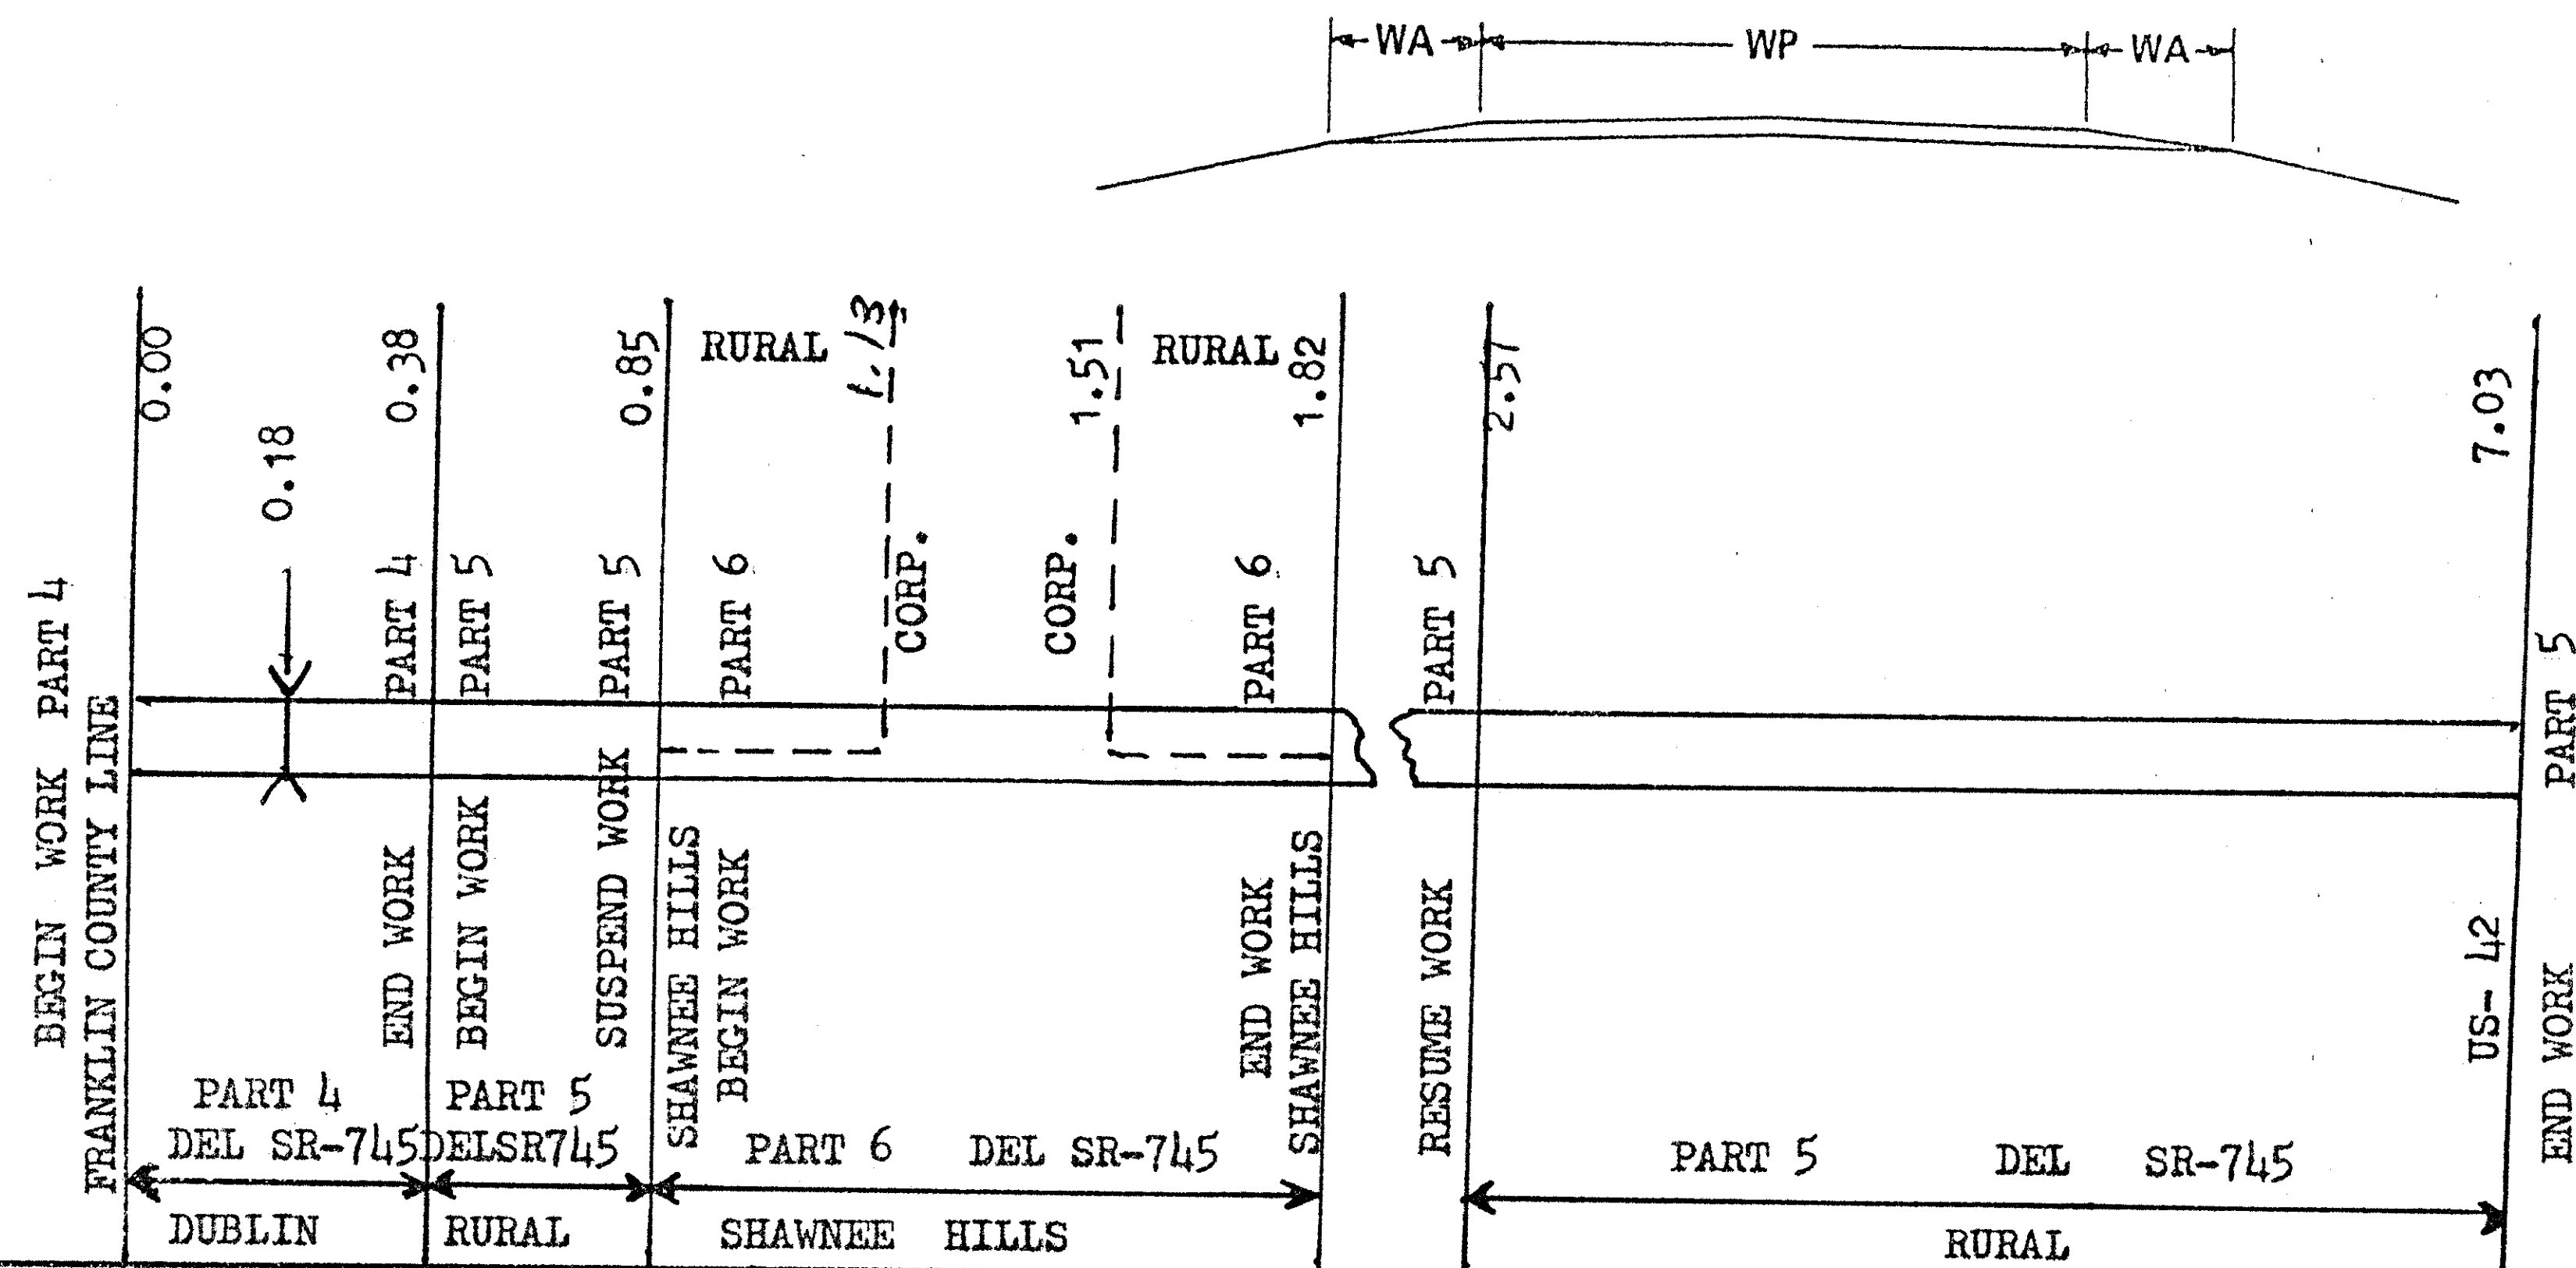 WA WP WA
0.00
0.18
0.38
0.85
RURAL
1.13
1.51
RURAL
1.82
2.57
7.03
BEGIN WORK PART 4
FRANKLIN COUNTY LINE
END WORK PART 4
BEGIN WORK PART 5
SUSPEND WORK PART 5
SHAWNEE HILLS
BEGIN WORK PART 6
CORP.
CORP.
END WORK PART 6
SHAWNEE HILLS
RESUME WORK PART 5
US-42
END WORK PART 5
PART 4
DEL SR-745
PART 5
DELSR745
PART 6 DEL SR-745
PART 5 DEL SR-745
DUBLIN
RURAL
SHAWNEE HILLS
RURAL